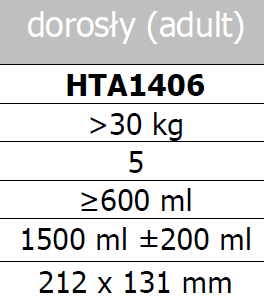 dorosły (adult)
HTA1406
>30 kg
5
≥600 ml
1500 ml ±200 ml
212 x 131 mm